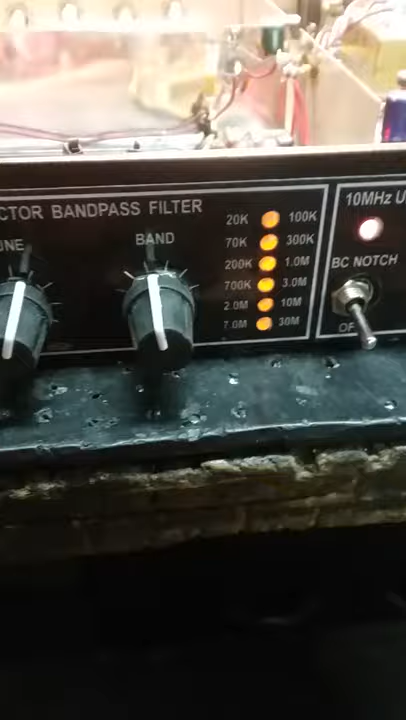 CTOR BANDPASS FILTER
10MHz U
UNE
BAND
20K 100K
70K 300K
200K 1.0M
700K 3.0M
2.0M 10M
7.0M 30M
BC NOTCH